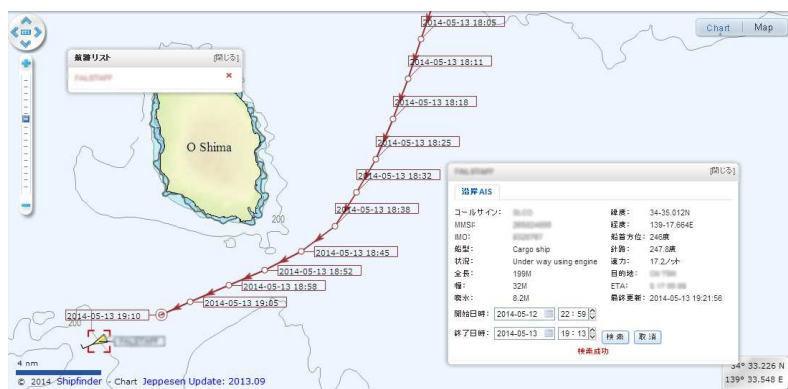 2014-05-13 18:05
Chart
Map
航跡リスト
[閉じる]
2014-05-13 18:11
2014-05-13 18:18
O Shima
2014-05-13 18:25
2014-05-13 18:32
[閉じる]
沿岸AIS
2014-05-13 18:38
200
コールサイン:
緯度: 34-35.012N
MMSI:
経度: 139-17.664E
IMO:
船首方位: 246度
船型: Cargo ship
針路: 247.8度
状況: Under way using engine
速力: 17.2ノット
全長: 199M
目的地:
幅: 32M
ETA:
喫水: 8.2M
最終更新: 2014-05-13 19:21:56
2014-05-13 18:45
2014-05-13 18:52
2014-05-13 18:58
2014-05-13 19:05
2014-05-13 19:10
200
開始日時: 2014-05-12 22:59
終了日時: 2014-05-13 19:13 検索 取消
検索成功
4 nm
© 2014 Shipfinder - Chart Jeppesen Update: 2013.09
34° 33.226 N
139° 33.548 E